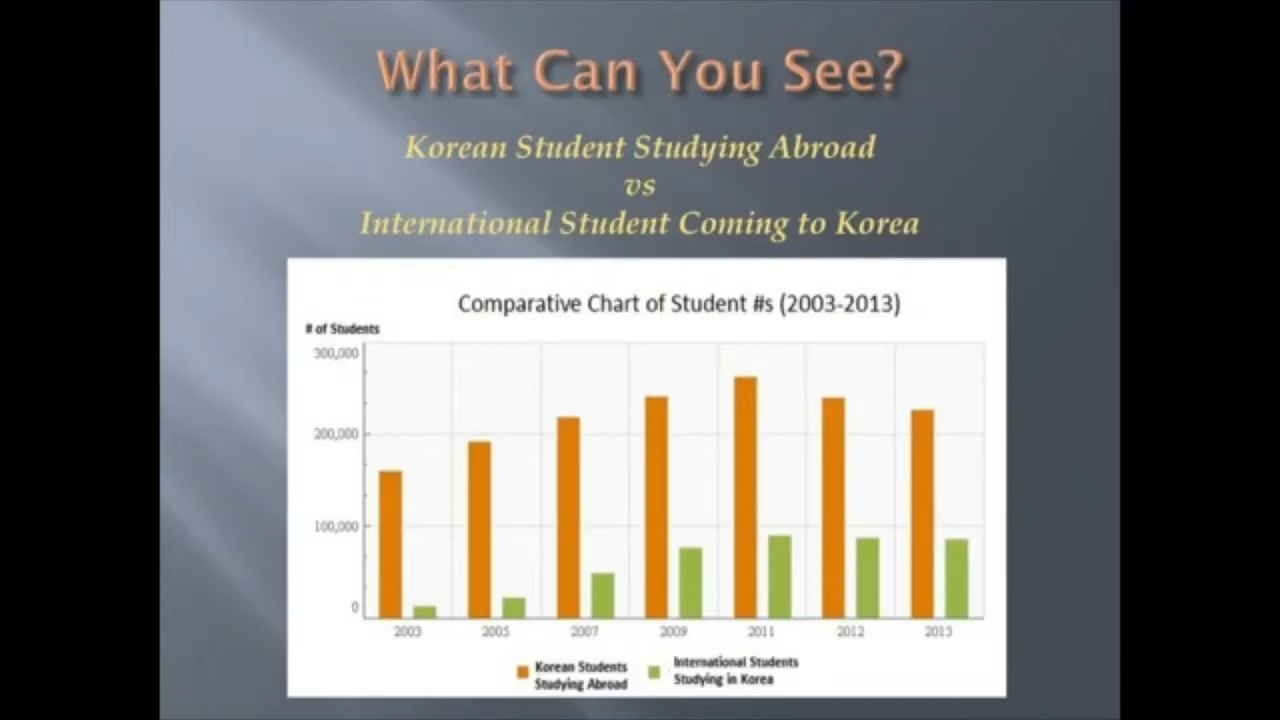 What Can You See?
Korean Student Studying Abroad
vs
International Student Coming to Korea
Comparative Chart of Student #s (2003-2013)
# of Students
300,000
200,000
100,000
0
2003 2005 2007 2009 2011 2012 2013
Korean Students
Studying Abroad
International Students
Studying in Korea